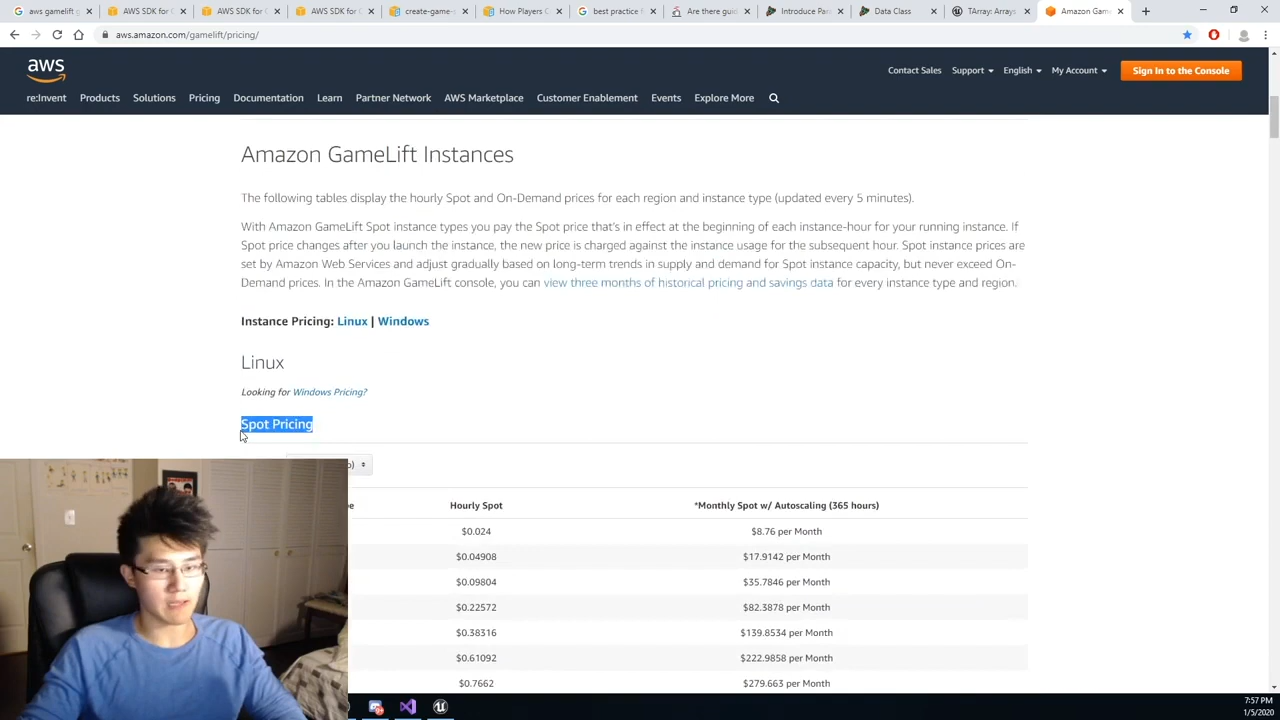 aws gamelift g
AWS SDK for C
AWS SDK for C
AWS SDK for C
create-game-s
How Players C
best practice
Are there guid
Introduce Para
Data Class
TArray: Arrays
Amazon Game
aws.amazon.com/gamelift/pricing/
aws
Contact Sales
Support
English
My Account
Sign In to the Console
re:Invent
Products
Solutions
Pricing
Documentation
Learn
Partner Network
AWS Marketplace
Customer Enablement
Events
Explore More
Amazon GameLift Instances
The following tables display the hourly Spot and On-Demand prices for each region and instance type (updated every 5 minutes).
With Amazon GameLift Spot instance types you pay the Spot price that's in effect at the beginning of each instance-hour for your running instance. If
Spot price changes after you launch the instance, the new price is charged against the instance usage for the subsequent hour. Spot instance prices are
set by Amazon Web Services and adjust gradually based on long-term trends in supply and demand for Spot instance capacity, but never exceed On-
Demand prices. In the Amazon GameLift console, you can view three months of historical pricing and savings data for every instance type and region.
Instance Pricing: Linux | Windows
Linux
Looking for Windows Pricing?
Spot Pricing
Hourly Spot
*Monthly Spot w/ Autoscaling (365 hours)
$0.024
$8.76 per Month
$0.04908
$17.9142 per Month
$0.09804
$35.7846 per Month
$0.22572
$82.3878 per Month
$0.38316
$139.8534 per Month
$0.61092
$222.9858 per Month
$0.7662
$279.663 per Month
7:57 PM
1/5/2020